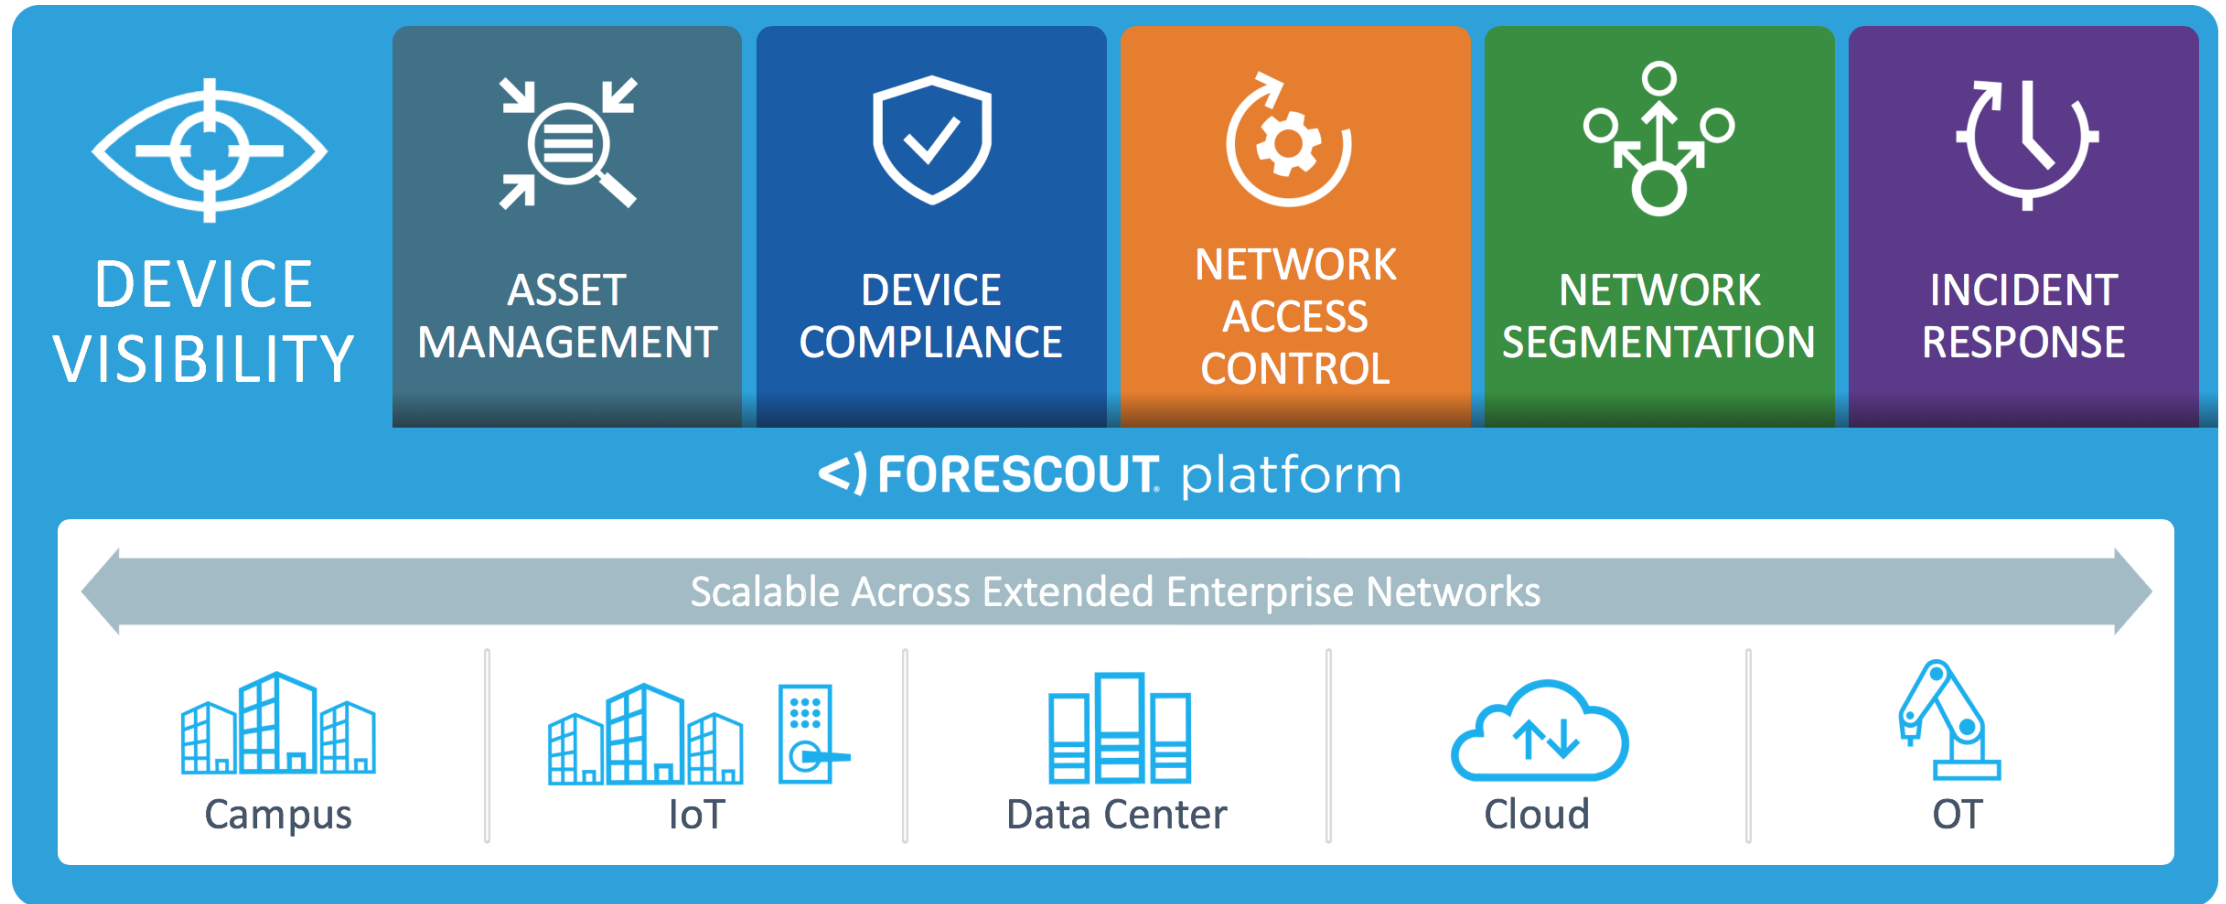 DEVICE
VISIBILITY
ASSET
MANAGEMENT
DEVICE
COMPLIANCE
NETWORK
ACCESS
CONTROL
NETWORK
SEGMENTATION
INCIDENT
RESPONSE
<) FORESCOUT® platform
Scalable Across Extended Enterprise Networks
Campus
IoT
Data Center
Cloud
OT